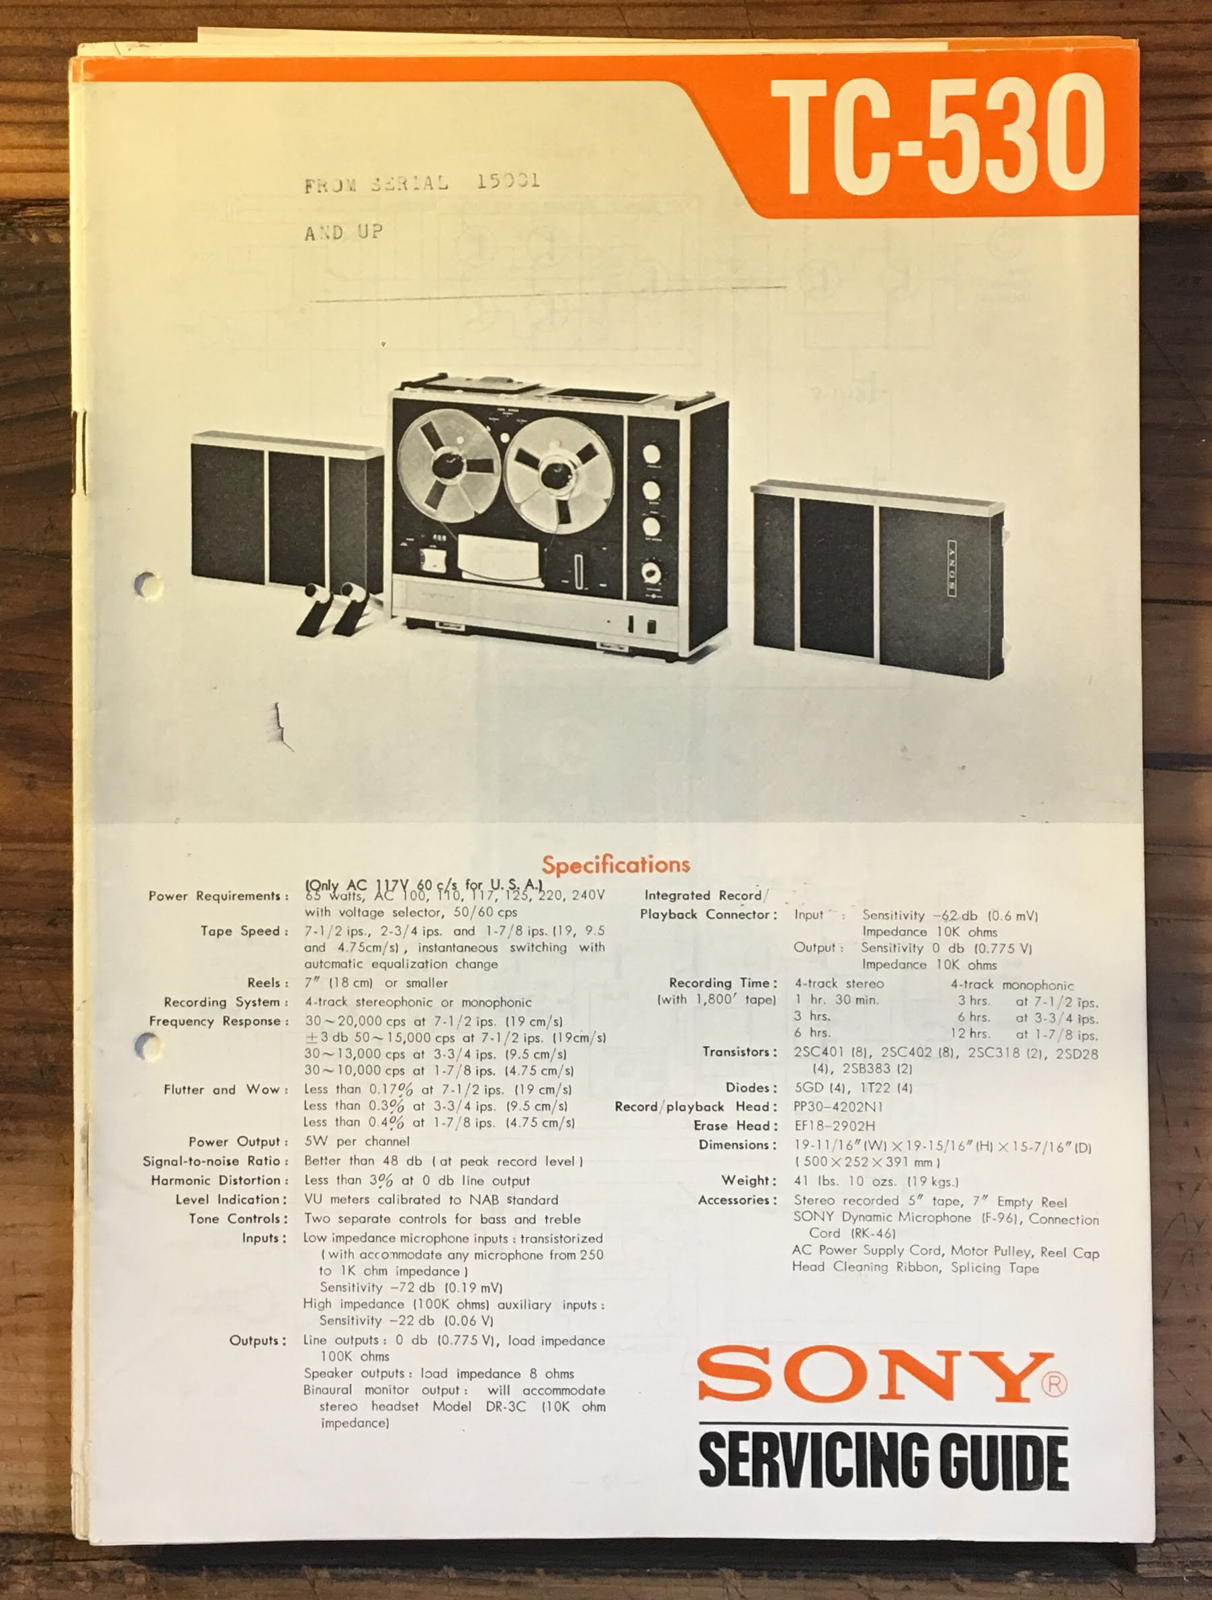 TC-530
FROM SERIAL 15001
AND UP
SONY
Specifications
(Only AC 117V 60 c/s for U. S. A.)
Power Requirements : 65 watts, AC 100, 110, 117, 125, 220, 240V
with voltage selector, 50/60 cps
Tape Speed : 7-1/2 ips., 2-3/4 ips. and 1-7/8 ips. (19, 9.5
and 4.75cm/s), instantaneous switching with
automatic equalization change
Reels : 7" (18 cm) or smaller
Recording System : 4-track stereophonic or monophonic
Frequency Response : 30~20,000 cps at 7-1/2 ips. (19 cm/s)
±3 db 50~15,000 cps at 7-1/2 ips. (19cm/s)
30~13,000 cps at 3-3/4 ips. (9.5 cm/s)
30~10,000 cps at 1-7/8 ips. (4.75 cm/s)
Flutter and Wow : Less than 0.17% at 7-1/2 ips. (19 cm/s)
Less than 0.3% at 3-3/4 ips. (9.5 cm/s)
Less than 0.4% at 1-7/8 ips. (4.75 cm/s)
Power Output : 5W per channel
Signal-to-noise Ratio : Better than 48 db (at peak record level)
Harmonic Distortion : Less than 3% at 0 db line output
Level Indication : VU meters calibrated to NAB standard
Tone Controls : Two separate controls for bass and treble
Inputs : Low impedance microphone inputs : transistorized
(with accommodate any microphone from 250
to 1K ohm impedance)
Sensitivity -72 db (0.19 mV)
High impedance (100K ohms) auxiliary inputs :
Sensitivity -22 db (0.06 V)
Outputs : Line outputs : 0 db (0.775 V), load impedance
100K ohms
Speaker outputs : load impedance 8 ohms
Binaural monitor output : will accommodate
stereo headset Model DR-3C (10K ohm
impedance)
Integrated Record/
Playback Connector : Input : Sensitivity -62 db (0.6 mV)
Impedance 10K ohms
Output : Sensitivity 0 db (0.775 V)
Impedance 10K ohms
Recording Time : 4-track stereo 4-track monophonic
(with 1,800' tape) 1 hr. 30 min. 3 hrs. at 7-1/2 ips.
3 hrs. 6 hrs. at 3-3/4 ips.
6 hrs. 12 hrs. at 1-7/8 ips.
Transistors : 2SC401 (8), 2SC402 (8), 2SC318 (2), 2SD28
(4), 2SB383 (2)
Diodes : 5GD (4), 1T22 (4)
Record/playback Head : PP30-4202N1
Erase Head : EF18-2902H
Dimensions : 19-11/16" (W) × 19-15/16" (H) × 15-7/16" (D)
(500 × 252 × 391 mm)
Weight : 41 lbs. 10 ozs. (19 kgs.)
Accessories : Stereo recorded 5" tape, 7" Empty Reel
SONY Dynamic Microphone (F-96), Connection
Cord (RK-46)
AC Power Supply Cord, Motor Pulley, Reel Cap
Head Cleaning Ribbon, Splicing Tape
SONY®
SERVICING GUIDE